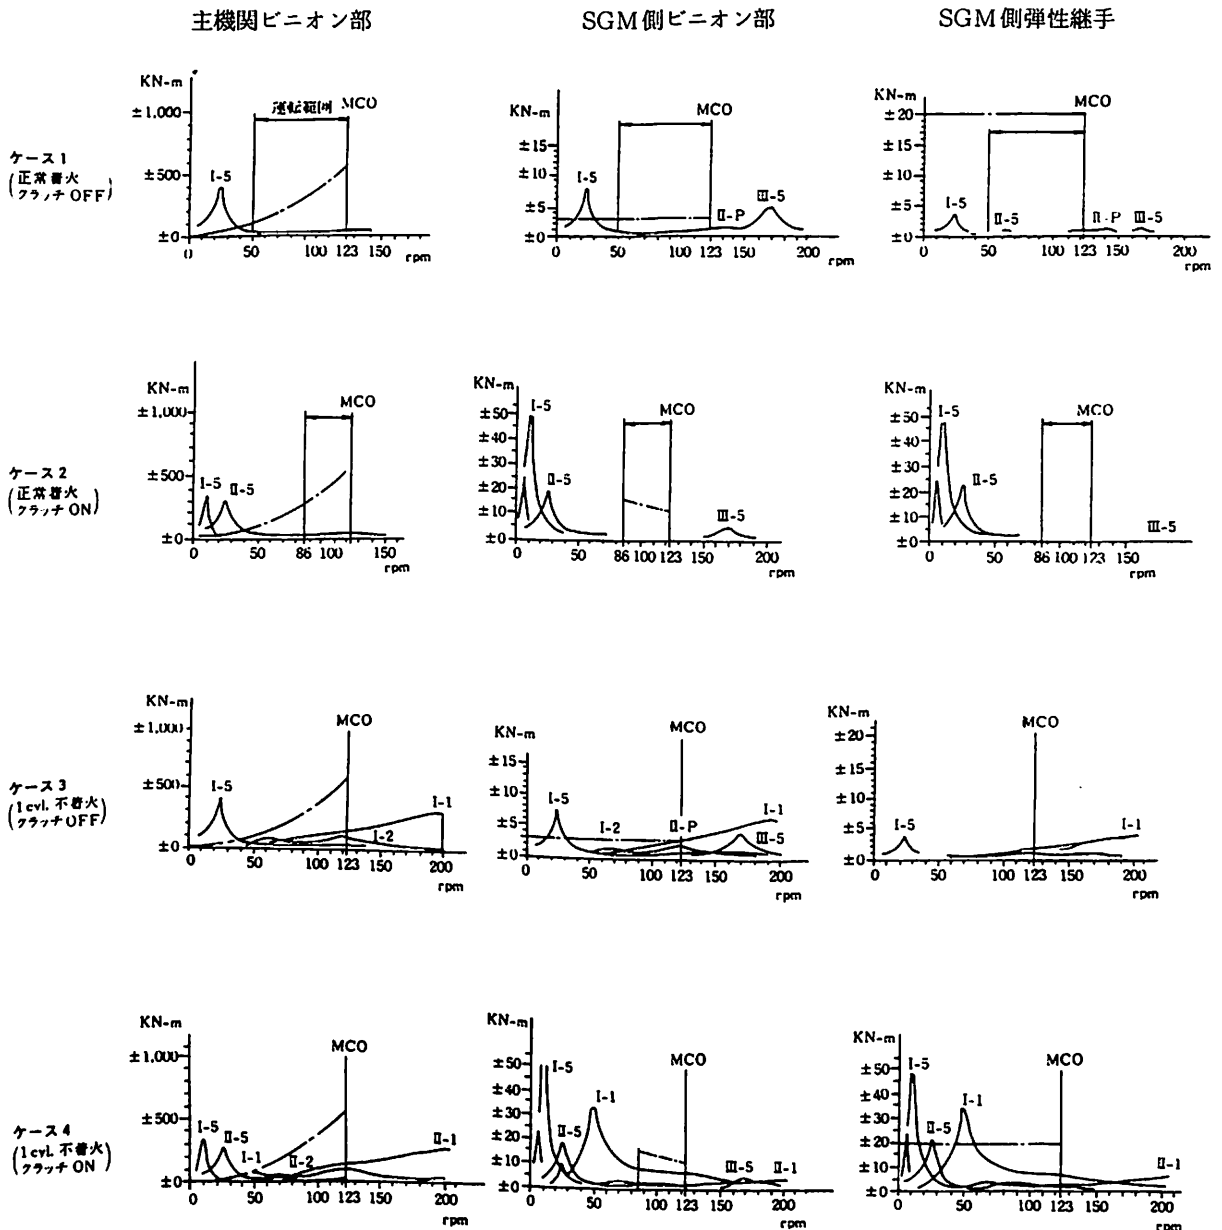 主機関ビニオン部 SGM側ビニオン部 SGM側弾性継手
ケース1
(正常着火
クラッチOFF)
KN-m
±1,000
±500
±0
I-5
運転範囲
MCO
0 50 100 123 150
rpm
KN-m
±15
±10
±5
±0
I-5
MCO
II-P
III-5
0 50 100 123 150 200
rpm
KN-m
±20
±15
±10
±5
±0
I-5
II-5
MCO
II-P
III-5
0 50 100 123 200
rpm
ケース2
(正常着火
クラッチON)
KN-m
±1,000
±500
±0
I-5
II-5
MCO
0 50 86 100 123 150
rpm
KN-m
±50
±40
±30
±20
±10
±0
I-5
II-5
MCO
III-5
0 50 86 100 123 200
rpm
KN-m
±50
±40
±30
±20
±10
±0
I-5
II-5
MCO
III-5
0 50 86 100 123 150
rpm
ケース3
(1cyl.不着火
クラッチOFF)
KN-m
±1,000
±500
±0
I-5
MCO
I-1
I-2
0 50 100 123 150 200
rpm
KN-m
±15
±10
±5
±0
I-5
I-2
MCO
II-P
I-1
III-5
0 50 100 123 150 200
rpm
KN-m
±20
±15
±10
±5
±0
I-5
MCO
I-1
0 50 100 123 150 200
rpm
ケース4
(1cyl.不着火
クラッチON)
KN-m
±1,000
±500
±0
I-5
II-5
I-1
II-2
MCO
II-1
0 50 100 123 150 200
rpm
KN-m
±50
±40
±30
±20
±10
±0
I-5
II-5
I-1
MCO
III-5
II-1
0 50 100 123 150 200
rpm
KN-m
±50
±40
±30
±20
±10
±0
I-5
II-5
I-1
MCO
II-1
0 50 100 123 150 200
rpm